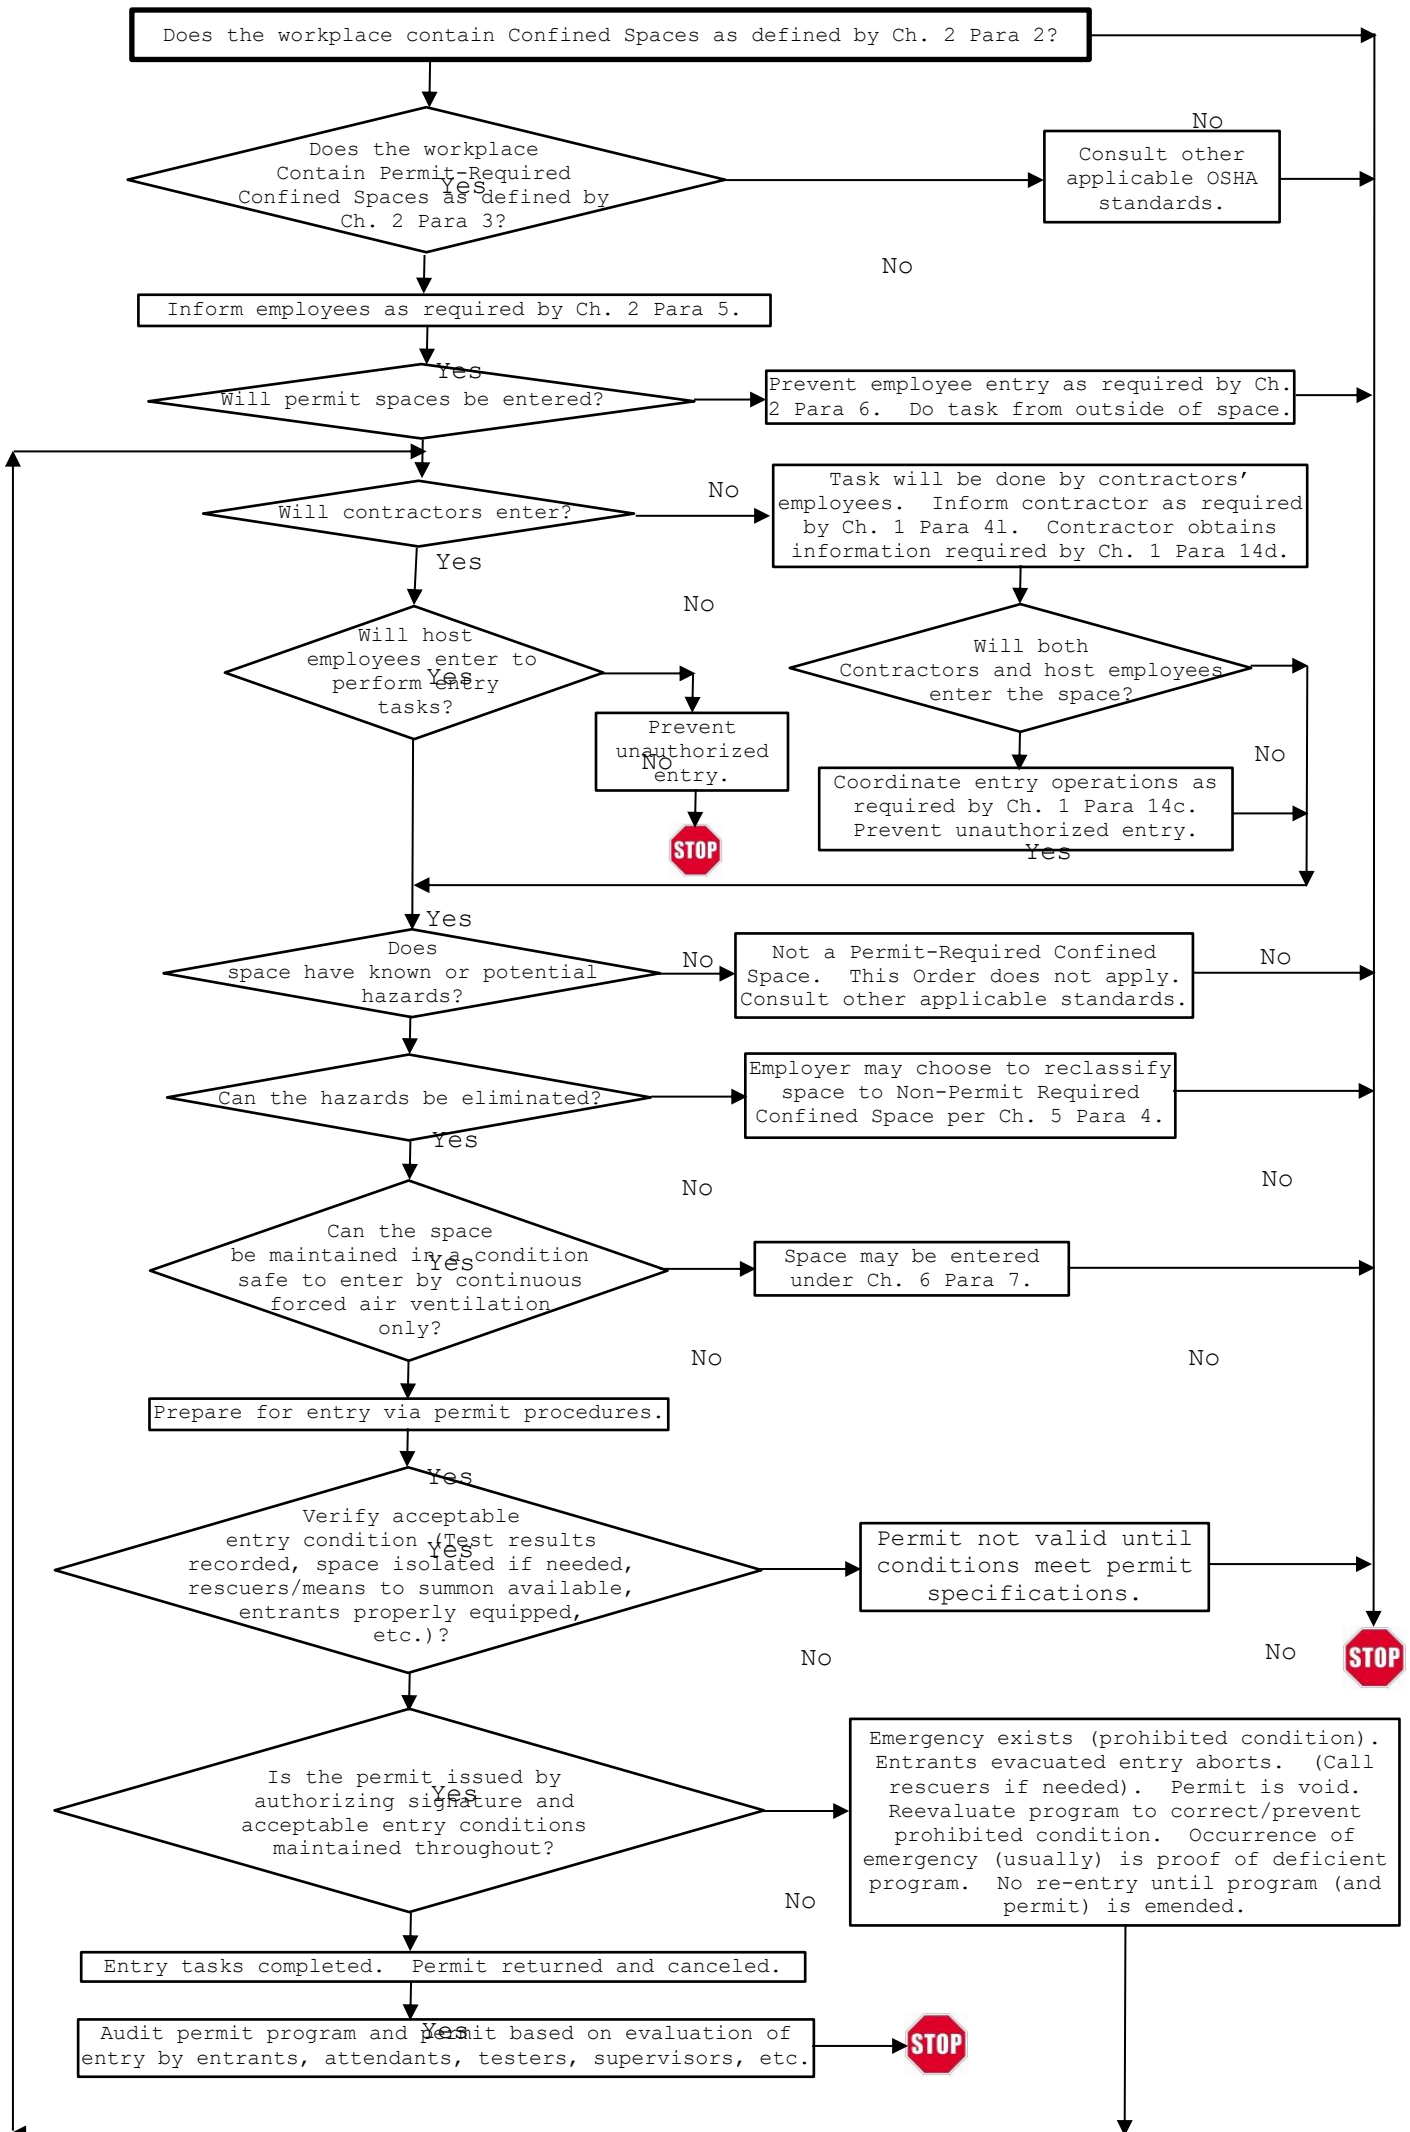 Does the workplace contain Confined Spaces as defined by Ch. 2 Para 2?
No
Does the workplace
Contain Permit-Required
Yes
Confined Spaces as defined by
Ch. 2 Para 3?
Consult other
applicable OSHA
standards.
No
Inform employees as required by Ch. 2 Para 5.
Yes
Will permit spaces be entered?
Prevent employee entry as required by Ch.
2 Para 6.  Do task from outside of space.
No
Will contractors enter?
Task will be done by contractors’
employees.  Inform contractor as required
by Ch. 1 Para 4l.  Contractor obtains
information required by Ch. 1 Para 14d.
Yes
No
Will host
employees enter to
Yes
perform entry
tasks?
Will both
Contractors and host employees
enter the space?
Prevent
unauthorized
No
entry.
STOP
No
Coordinate entry operations as
required by Ch. 1 Para 14c.
Prevent unauthorized entry.
Yes
Yes
Does
space have known or potential
hazards?
No
Not a Permit-Required Confined
Space.  This Order does not apply.
Consult other applicable standards.
No
Can the hazards be eliminated?
Employer may choose to reclassify
space to Non-Permit Required
Confined Space per Ch. 5 Para 4.
Yes
No
No
Can the space
be maintained in a condition
Yes
safe to enter by continuous
forced air ventilation
only?
Space may be entered
under Ch. 6 Para 7.
No
No
Prepare for entry via permit procedures.
Yes
Verify acceptable
entry condition (Test results
Yes
recorded, space isolated if needed,
rescuers/means to summon available,
entrants properly equipped,
etc.)?
Permit not valid until
conditions meet permit
specifications.
No
No
STOP
Is the permit issued by
Yes
authorizing signature and
acceptable entry conditions
maintained throughout?
Emergency exists (prohibited condition).
Entrants evacuated entry aborts.  (Call
rescuers if needed).  Permit is void.
Reevaluate program to correct/prevent
prohibited condition.  Occurrence of
emergency (usually) is proof of deficient
program.  No re-entry until program (and
permit) is emended.
No
Entry tasks completed.  Permit returned and canceled.
Yes
Audit permit program and permit based on evaluation of
entry by entrants, attendants, testers, supervisors, etc.
STOP